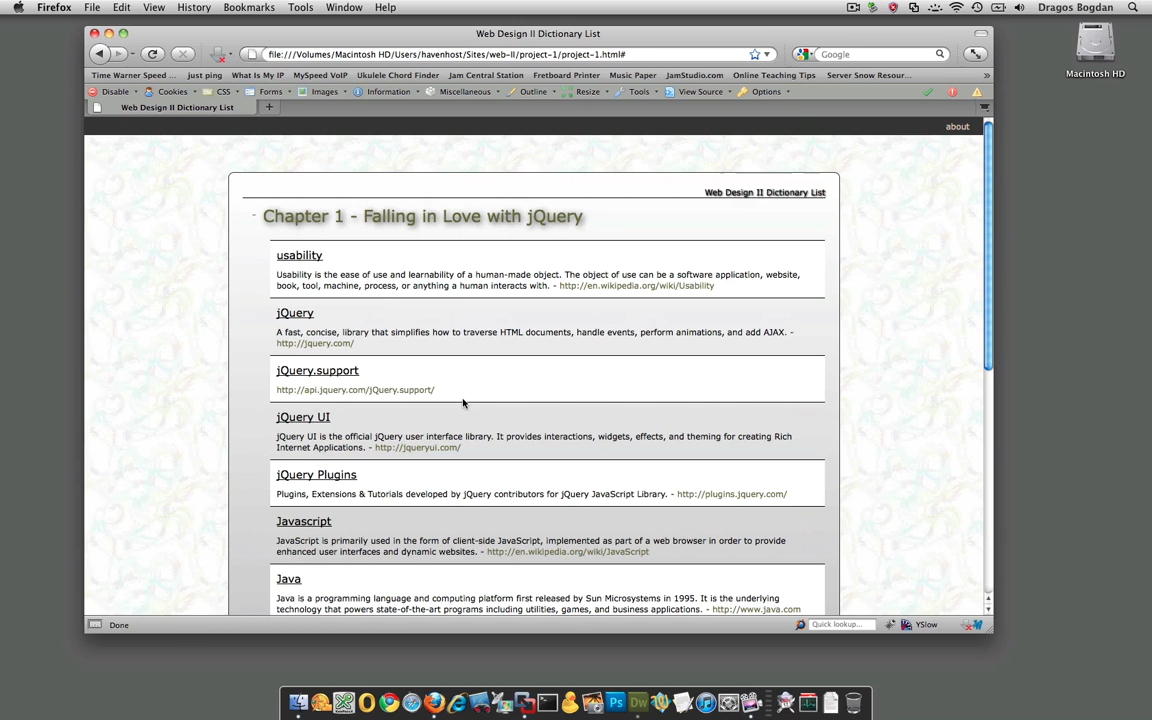 Firefox File Edit View History Bookmarks Tools Window Help Dragos Bogdan
Web Design II Dictionary List
file:///Volumes/Macintosh HD/Users/havenhost/Sites/web-II/project-1/project-1.html# Google
Time Warner Speed ... just ping What Is My IP MySpeed VoIP Ukulele Chord Finder Jam Central Station Fretboard Printer Music Paper JamStudio.com Online Teaching Tips Server Snow Resour... »
Disable Cookies CSS Forms Images Information Miscellaneous Outline Resize Tools View Source Options
Web Design II Dictionary List +
about
Macintosh HD
Web Design II Dictionary List
- Chapter 1 - Falling in Love with jQuery
usability
Usability is the ease of use and learnability of a human-made object. The object of use can be a software application, website,
book, tool, machine, process, or anything a human interacts with. - http://en.wikipedia.org/wiki/Usability
jQuery
A fast, concise, library that simplifies how to traverse HTML documents, handle events, perform animations, and add AJAX. -
http://jquery.com/
jQuery.support
http://api.jquery.com/jQuery.support/
jQuery UI
jQuery UI is the official jQuery user interface library. It provides interactions, widgets, effects, and theming for creating Rich
Internet Applications. - http://jqueryui.com/
jQuery Plugins
Plugins, Extensions & Tutorials developed by jQuery contributors for jQuery JavaScript Library. - http://plugins.jquery.com/
Javascript
JavaScript is primarily used in the form of client-side JavaScript, implemented as part of a web browser in order to provide
enhanced user interfaces and dynamic websites. - http://en.wikipedia.org/wiki/JavaScript
Java
Java is a programming language and computing platform first released by Sun Microsystems in 1995. It is the underlying
technology that powers state-of-the-art programs including utilities, games, and business applications. - http://www.java.com
Done Quick lookup... YSlow
Ps Dw